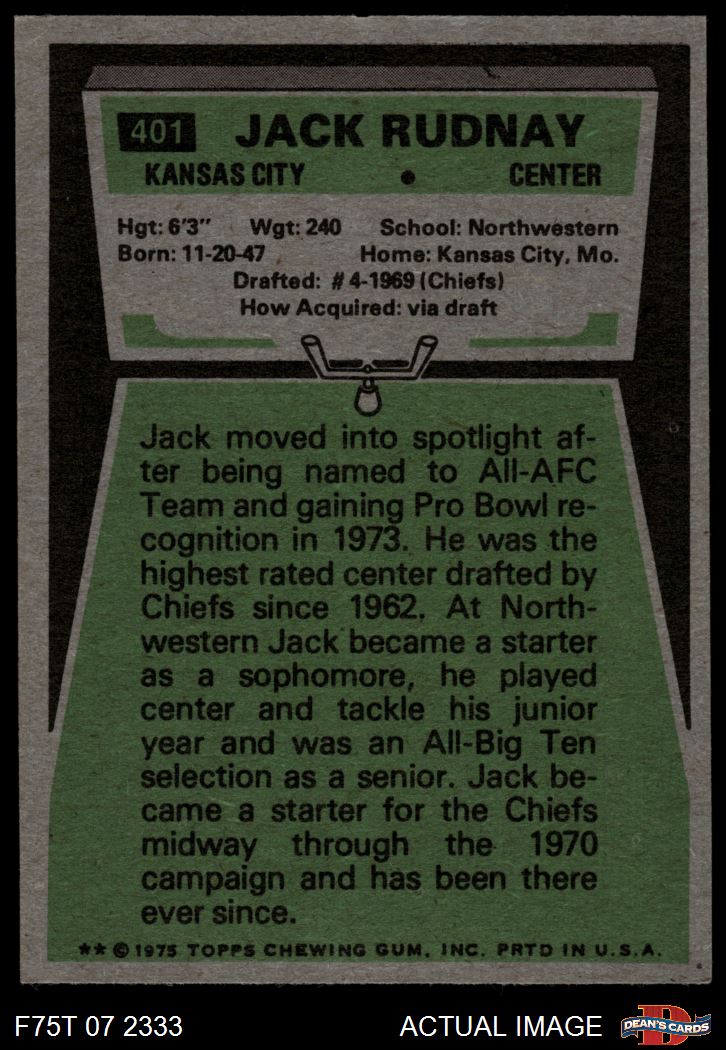 401 JACK RUDNAY
KANSAS CITY • CENTER
Hgt: 6'3" Wgt: 240 School: Northwestern
Born: 11-20-47 Home: Kansas City, Mo.
Drafted: #4-1969 (Chiefs)
How Acquired: via draft
Jack moved into spotlight af-
ter being named to All-AFC
Team and gaining Pro Bowl re-
cognition in 1973. He was the
highest rated center drafted by
Chiefs since 1962. At North-
western Jack became a starter
as a sophomore, he played
center and tackle his junior
year and was an All-Big Ten
selection as a senior. Jack be-
came a starter for the Chiefs
midway through the 1970
campaign and has been there
ever since.
** © 1975 TOPPS CHEWING GUM, INC. PRTD IN U.S.A.
F75T 07 2333 ACTUAL IMAGE D DEAN'S CARDS